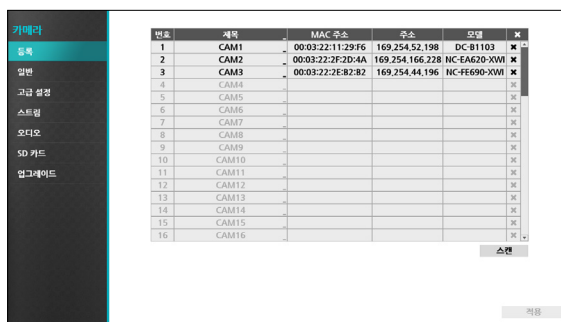 카메라
등록
일반
고급 설정
스트림
오디오
SD 카드
업그레이드
번호 제목 MAC 주소 주소 모델 ✖
1 CAM1 _ 00:03:22:11:29:F6 169,254,52,198 DC-B1103 ✖
2 CAM2 _ 00:03:22:2F:2D:4A 169,254,166,228 NC-EA620-XWI ✖
3 CAM3 _ 00:03:22:2E:B2:B2 169,254,44,196 NC-FE690-XWI ✖
4 CAM4 _ ✖
5 CAM5 _ ✖
6 CAM6 _ ✖
7 CAM7 _ ✖
8 CAM8 _ ✖
9 CAM9 _ ✖
10 CAM10 _ ✖
11 CAM11 _ ✖
12 CAM12 _ ✖
13 CAM13 _ ✖
14 CAM14 _ ✖
15 CAM15 _ ✖
16 CAM16 _ ✖
스캔
적용